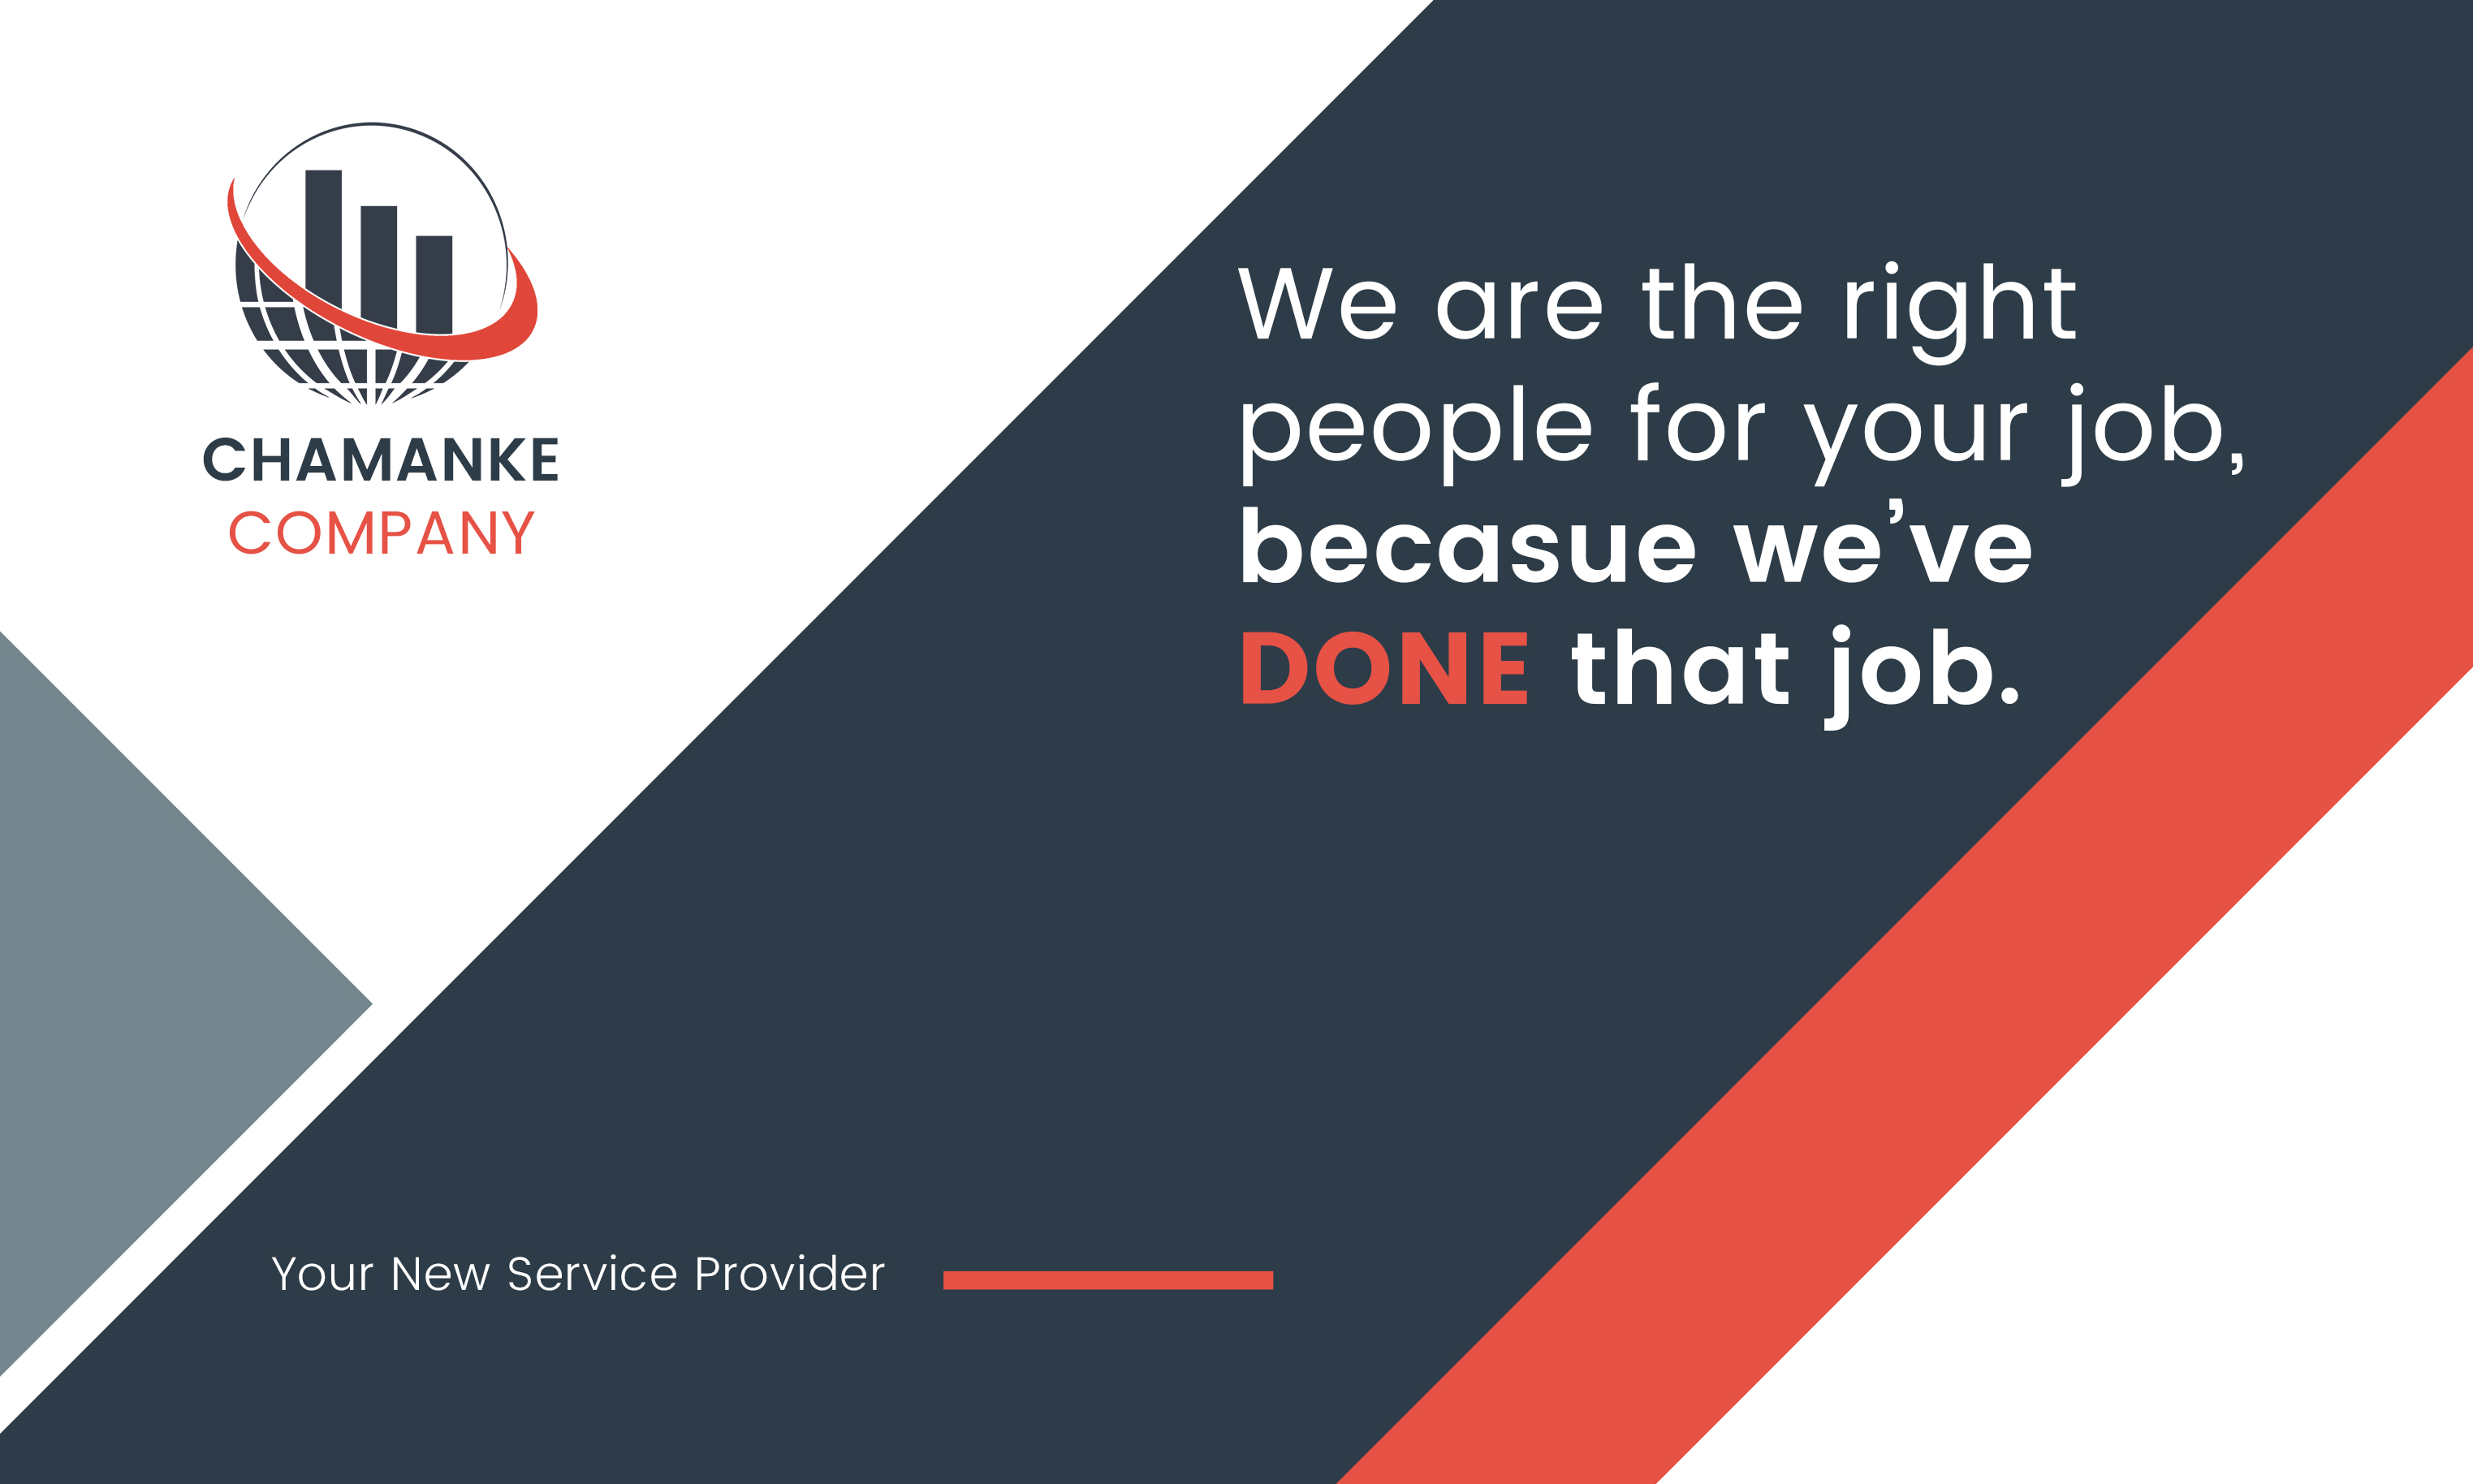 CHAMANKE
COMPANY
We are the right
people for your job,
becasue we’ve
DONE that job.
Your New Service Provider